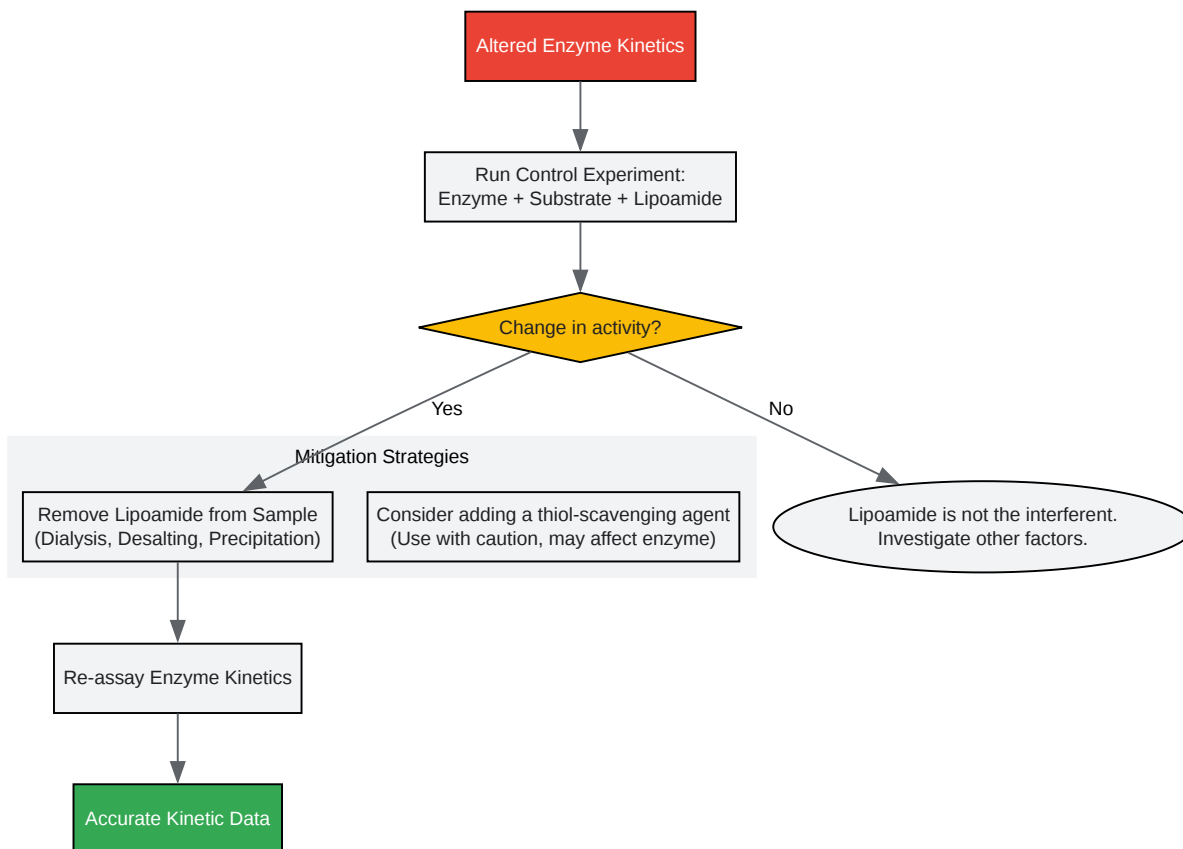 Altered Enzyme Kinetics
Run Control Experiment:
Enzyme + Substrate + Lipoamide
Change in activity?
Yes
No
Mitigation Strategies
Remove Lipoamide from Sample
(Dialysis, Desalting, Precipitation)
Consider adding a thiol-scavenging agent
(Use with caution, may affect enzyme)
Lipoamide is not the interferent.
Investigate other factors.
Re-assay Enzyme Kinetics
Accurate Kinetic Data